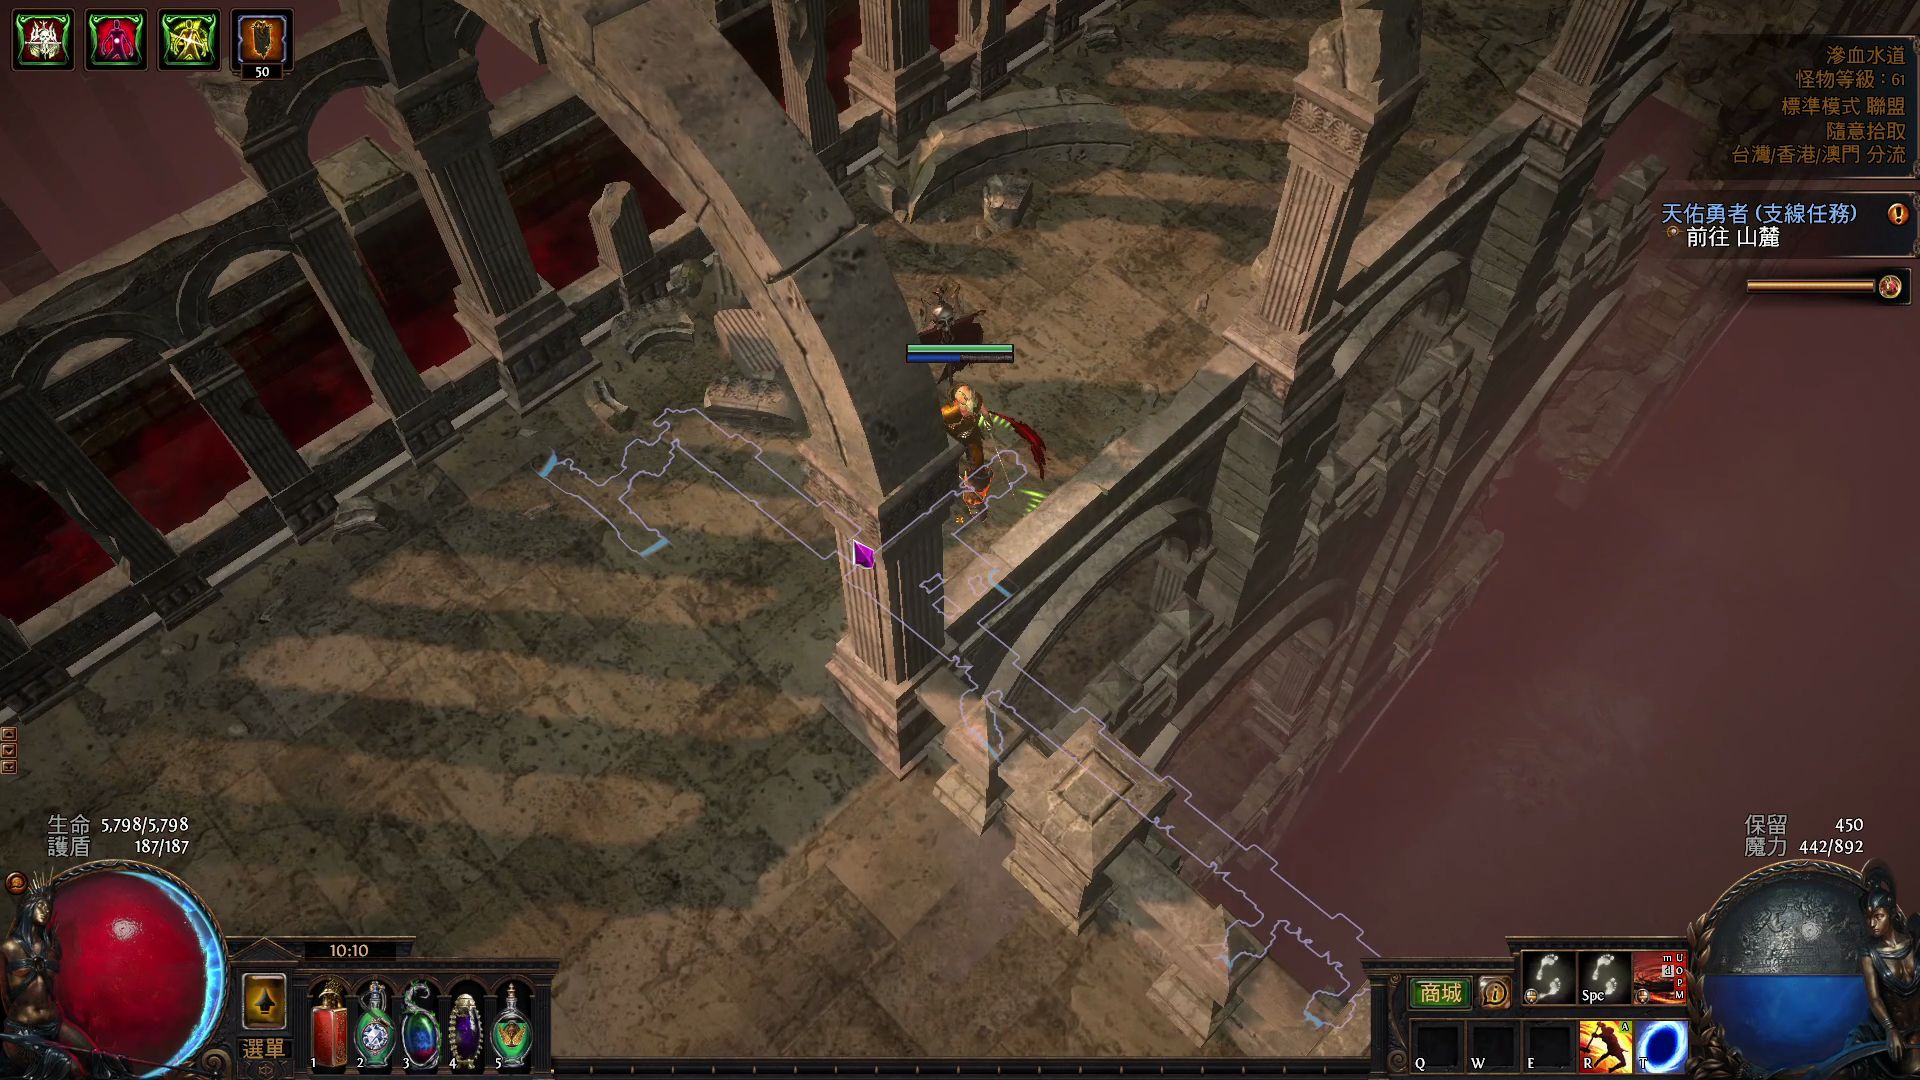 50
滲血水道
怪物等級：61
標準模式 聯盟
隨意拾取
台灣/香港/澳門 分流
天佑勇者 (支線任務)
前往 山麓
生命 5,798/5,798
護盾 187/187
保留 450
魔力 442/892
10:10
選單
1 2 3 4 5
商城
Spc
m U
d O
P
M
A
Q W E R T